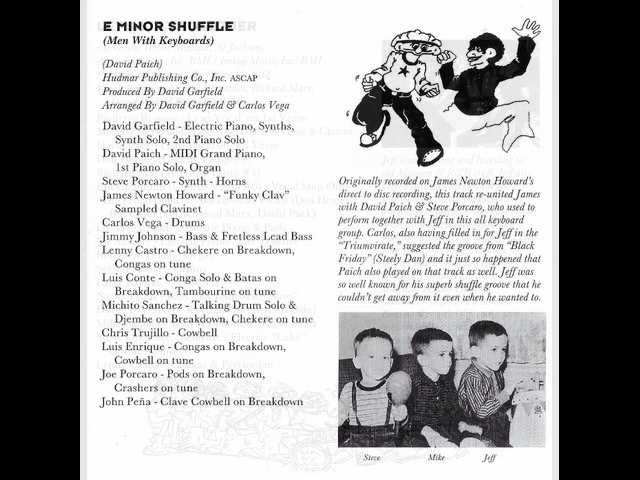 E MINOR SHUFFLE
(Men With Keyboards)
(David Paich)
Hudmar Publishing Co., Inc. ASCAP
Produced By David Garfield
Arranged By David Garfield & Carlos Vega
David Garfield - Electric Piano, Synths,
Synth Solo, 2nd Piano Solo
David Paich - MIDI Grand Piano,
1st Piano Solo, Organ
Steve Porcaro - Synth - Horns
James Newton Howard - “Funky Clav”
Sampled Clavinet
Carlos Vega - Drums
Jimmy Johnson - Bass & Fretless Lead Bass
Lenny Castro - Chekere on Breakdown,
Congas on tune
Luis Conte - Conga Solo & Batas on
Breakdown, Tambourine on tune
Michito Sanchez - Talking Drum Solo &
Djembe on Breakdown, Chekere on tune
Chris Trujillo - Cowbell
Luis Enrique - Congas on Breakdown,
Cowbell on tune
Joe Porcaro - Pods on Breakdown,
Crashers on tune
John Peña - Clave Cowbell on Breakdown
Originally recorded on James Newton Howard's
direct to disc recording, this track re-united James
with David Paich & Steve Porcaro, who used to
perform together with Jeff in this all keyboard
group. Carlos, also having filled in for Jeff in the
“Triumvirate,” suggested the groove from “Black
Friday” (Steely Dan) and it just so happened that
Paich also played on that track as well. Jeff was
so well known for his superb shuffle groove that he
couldn't get away from it even when he wanted to.
Steve Mike Jeff